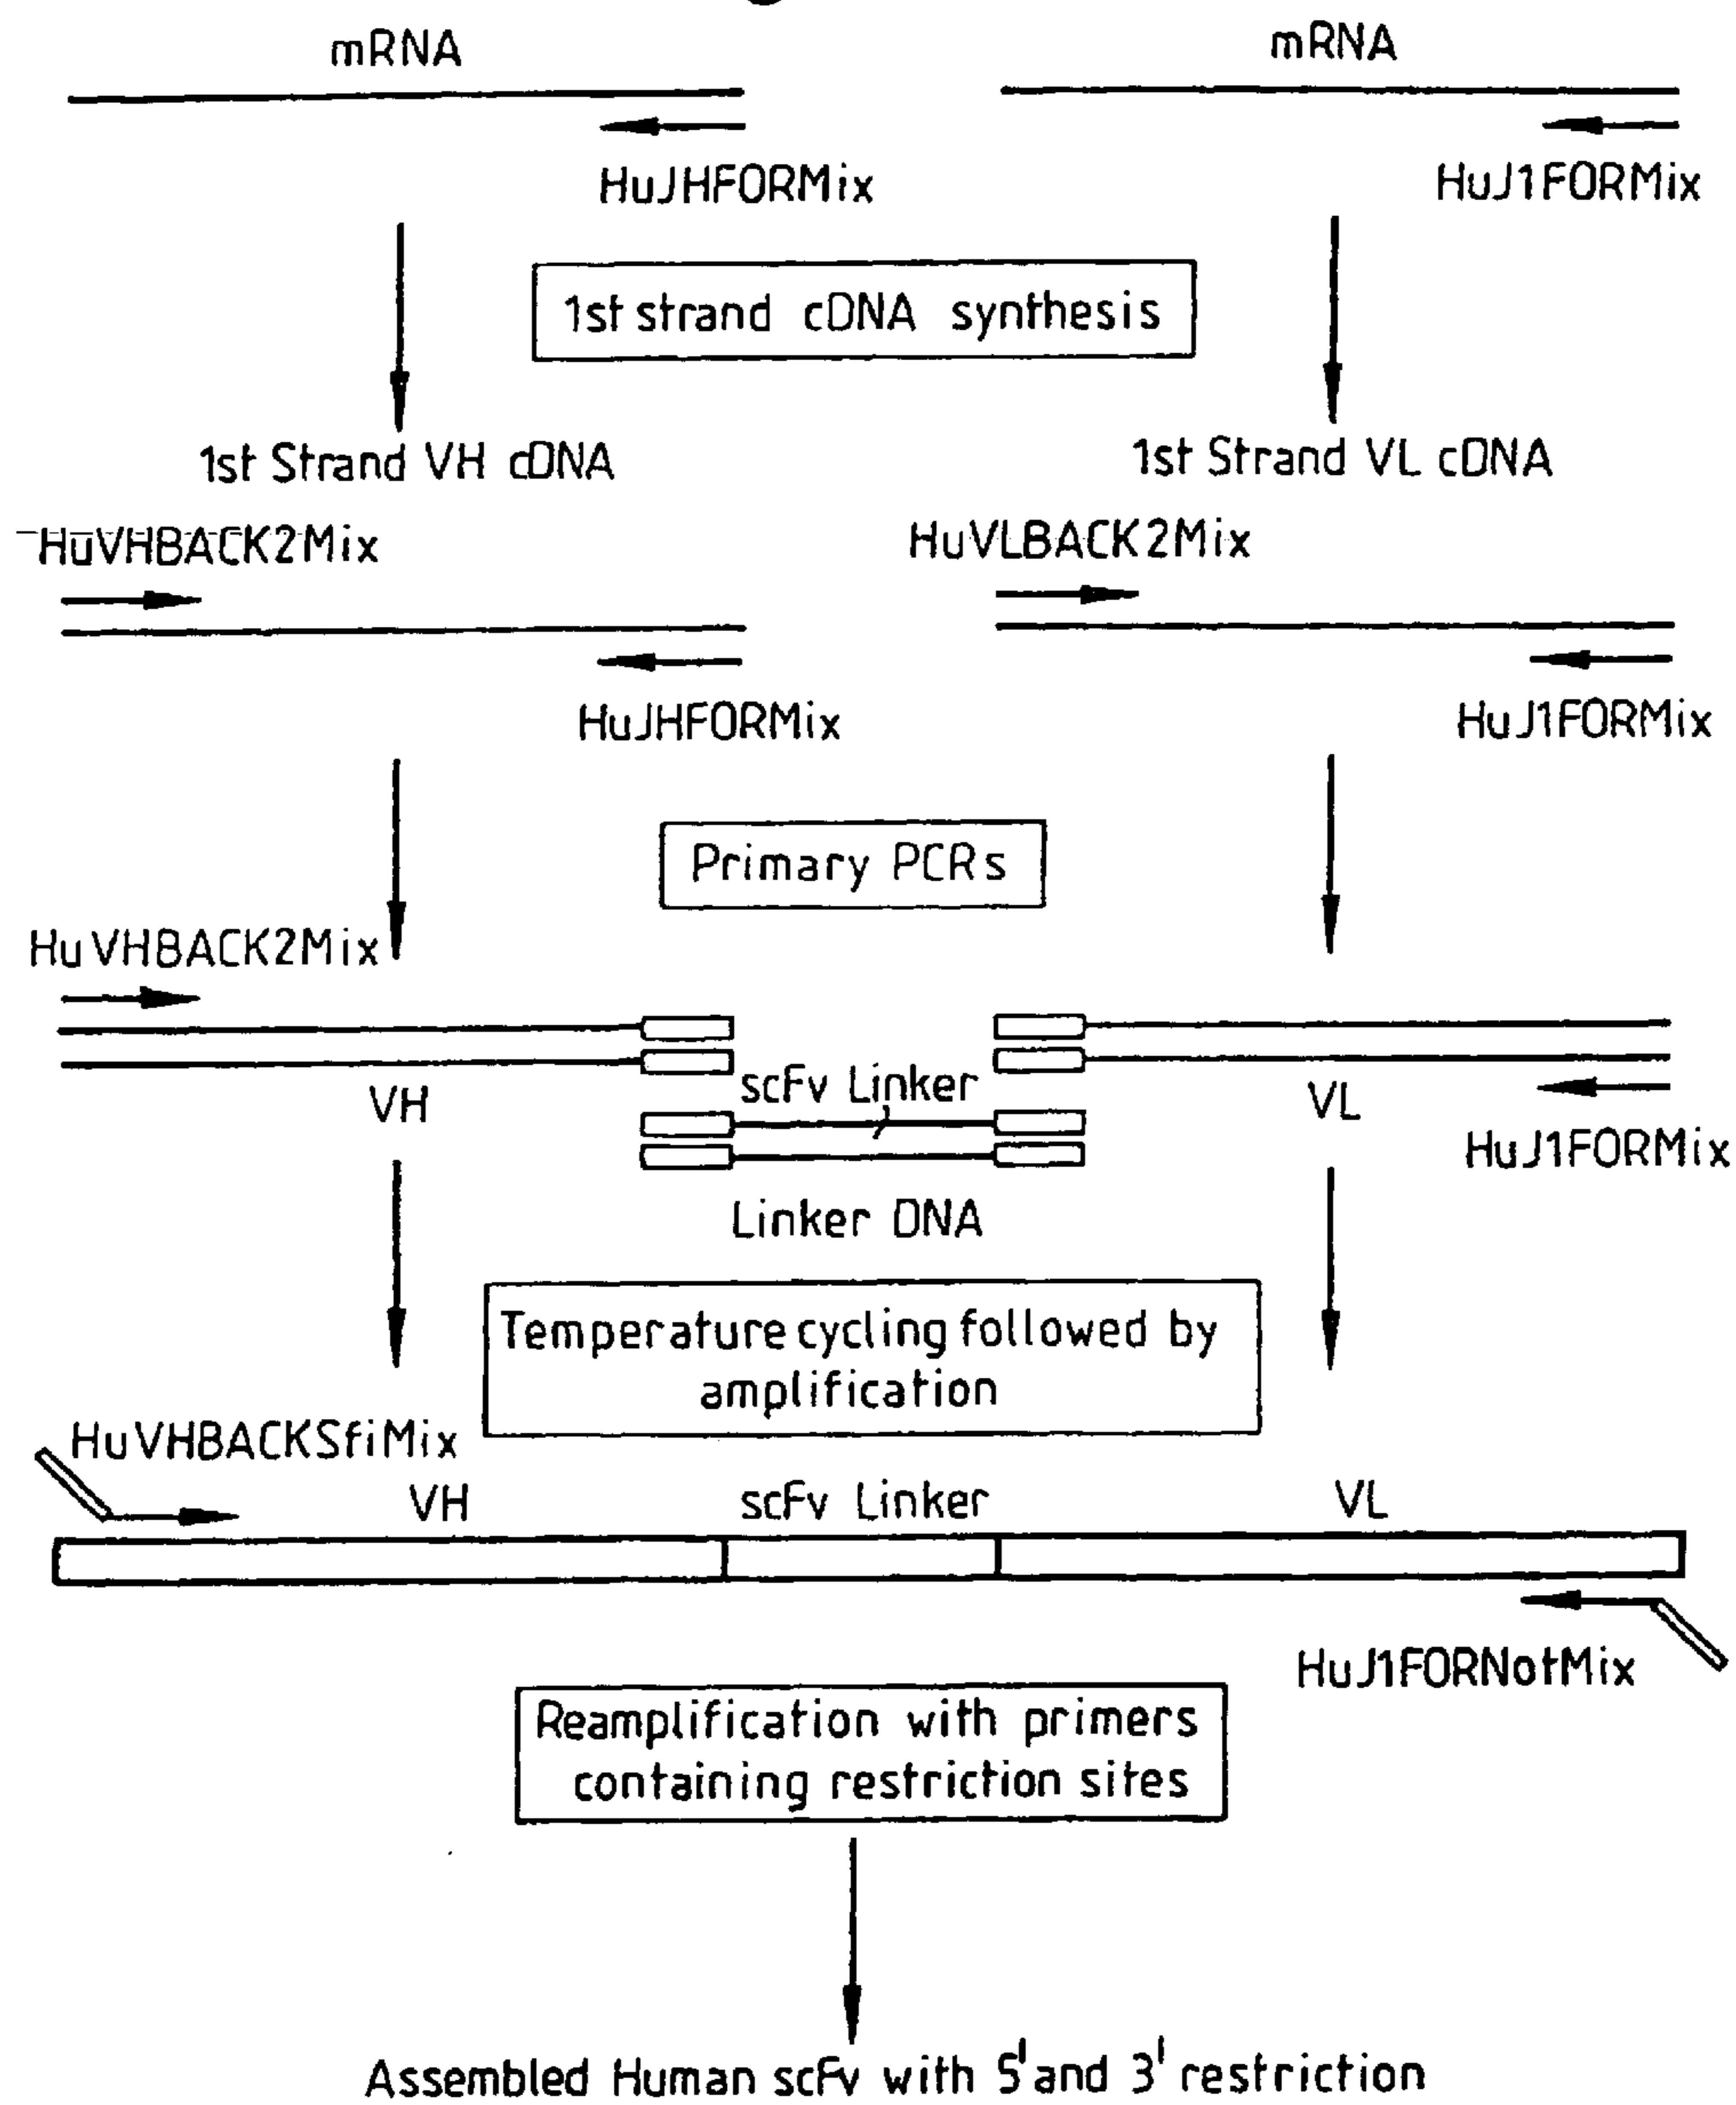 mRNA
mRNA
HuJHFORMix
HuJ1FORMix
1st strand cDNA synthesis
1st Strand VH cDNA
1st Strand VL cDNA
HuVHBACK2Mix
HuVLBACK2Mix
HuJHFORMix
HuJ1FORMix
Primary PCRs
HuVHBACK2Mix
scFv Linker
VH
VL
HuJ1FORMix
Linker DNA
Temperature cycling followed by
amplification
HuVHBACKSfiMix
VH
scFv Linker
VL
HuJ1FORNotMix
Reamplification with primers
containing restriction sites
Assembled Human scFv with 5' and 3' restriction